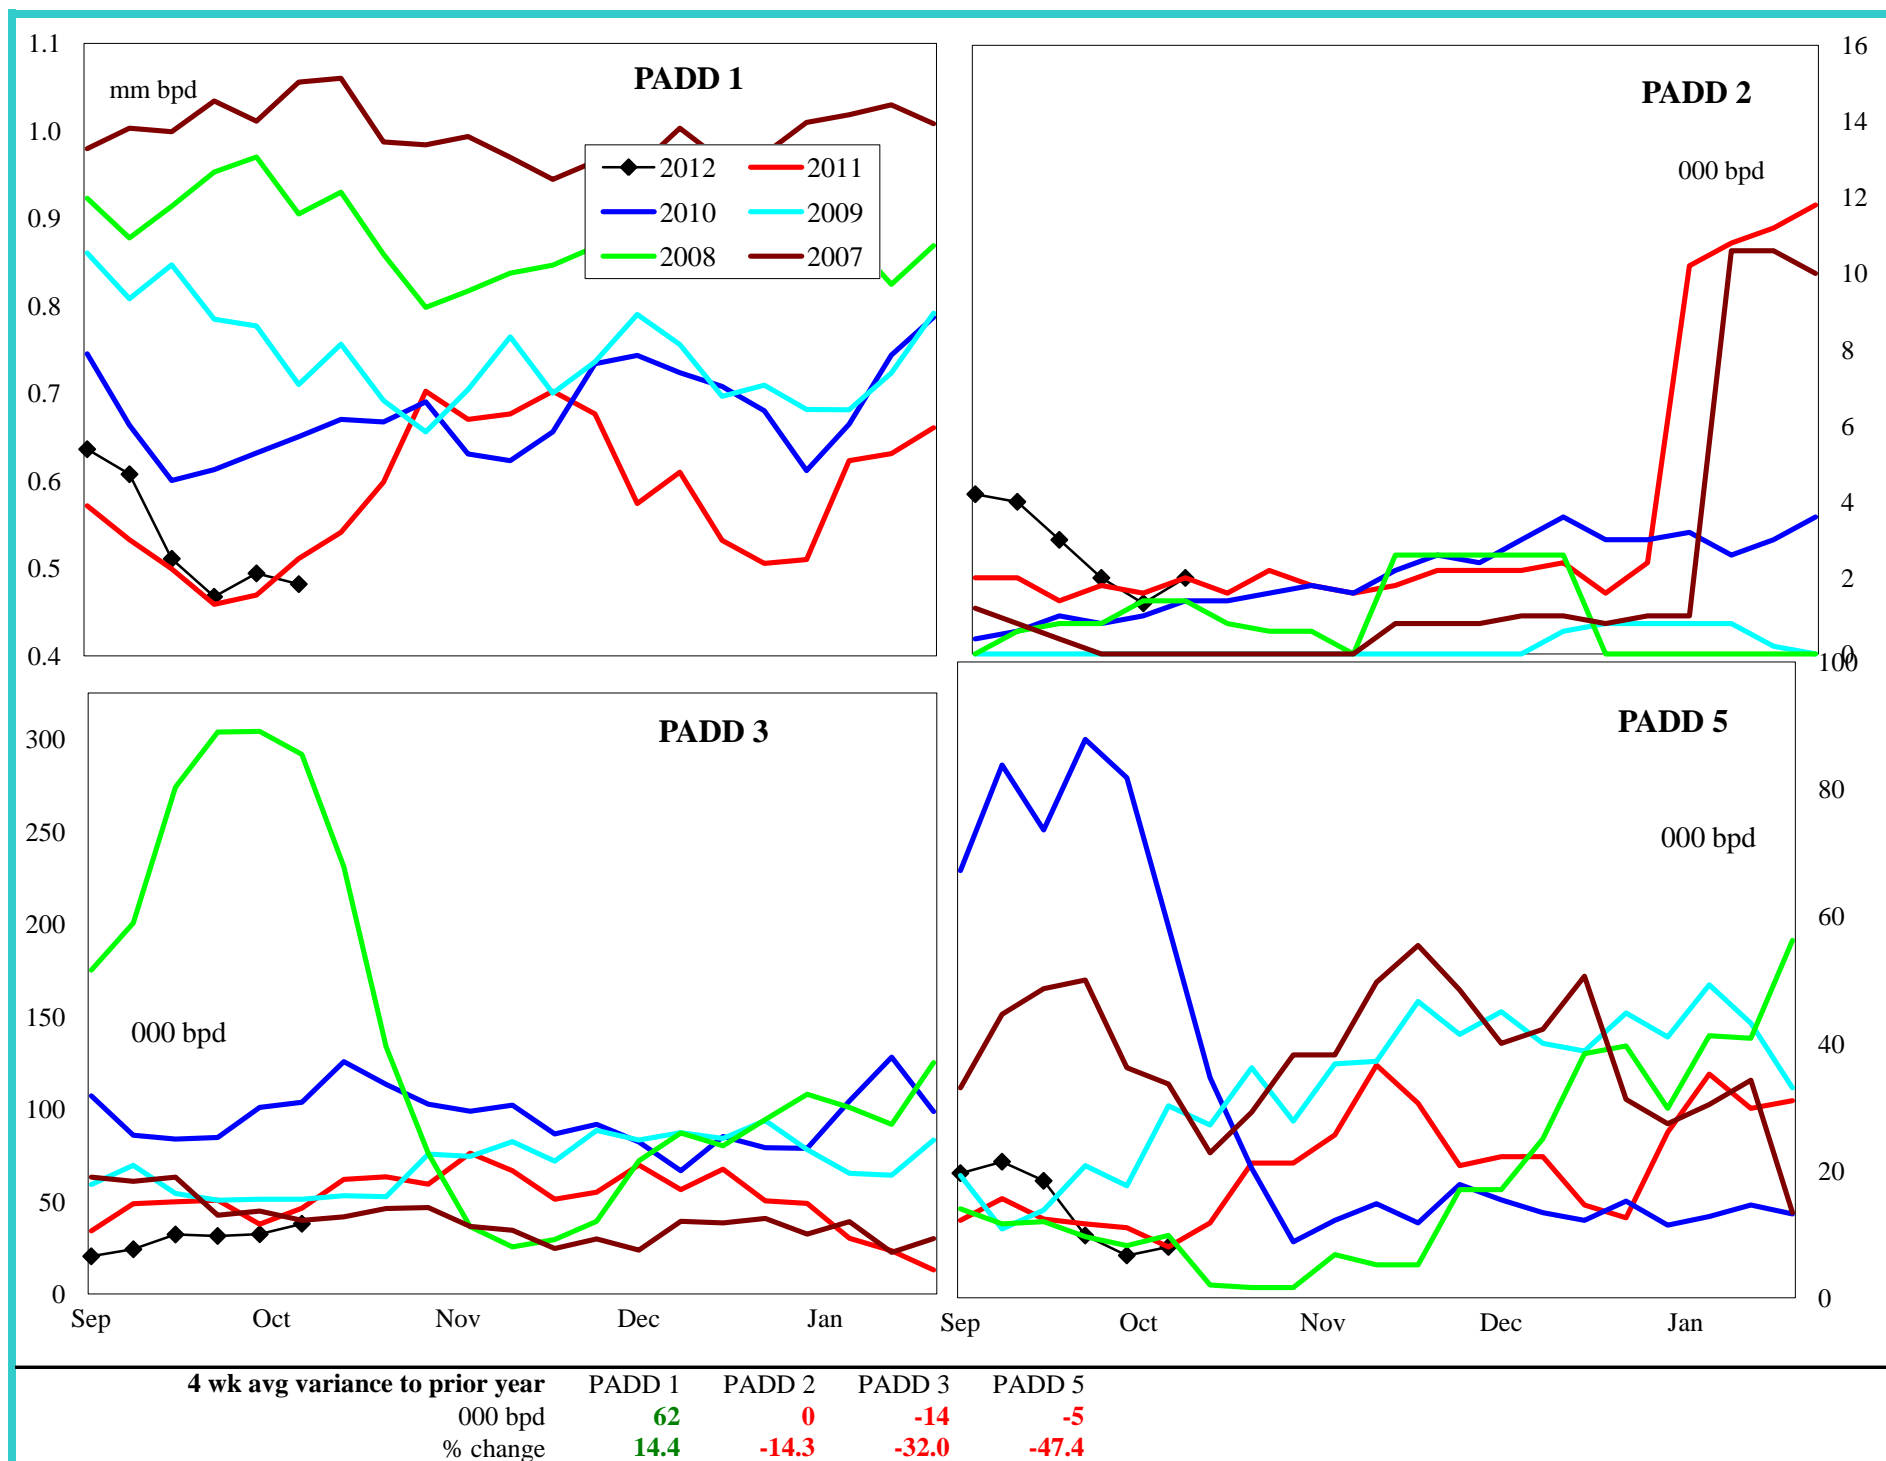 PADD 1
mm bpd
1.1
1.0
0.9
0.8
0.7
0.6
0.5
0.4
2012 2011
2010 2009
2008 2007
PADD 2
000 bpd
16
14
12
10
8
6
4
2
0
PADD 3
000 bpd
300
250
200
150
100
50
0
Sep Oct Nov Dec Jan
PADD 5
000 bpd
100
80
60
40
20
0
Sep Oct Nov Dec Jan
4 wk avg variance to prior year PADD 1 PADD 2 PADD 3 PADD 5
000 bpd 62 0 -14 -5
% change 14.4 -14.3 -32.0 -47.4